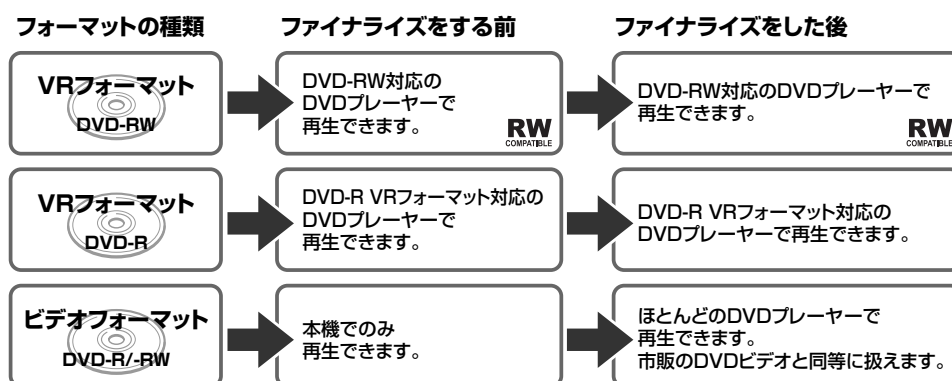 フォーマットの種類
ファイナライズをする前
ファイナライズをした後
VRフォーマット
DVD-RW
DVD-RW対応の
DVDプレーヤーで
再生できます。
RW
COMPATIBLE
DVD-RW対応のDVDプレーヤーで
再生できます。
RW
COMPATIBLE
VRフォーマット
DVD-R
DVD-R VRフォーマット対応の
DVDプレーヤーで
再生できます。
DVD-R VRフォーマット対応の
DVDプレーヤーで再生できます。
ビデオフォーマット
DVD-R/-RW
本機でのみ
再生できます。
ほとんどのDVDプレーヤーで
再生できます。
市販のDVDビデオと同等に扱えます。